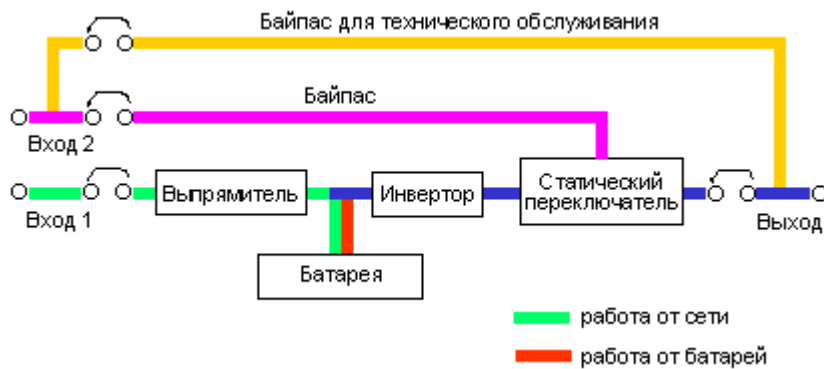 Байпас для технического обслуживания
Байпас
Вход 2
Выпрямитель
Инвертор
Статический
переключатель
Вход 1
Выход
Батарея
работа от сети
работа от батарей